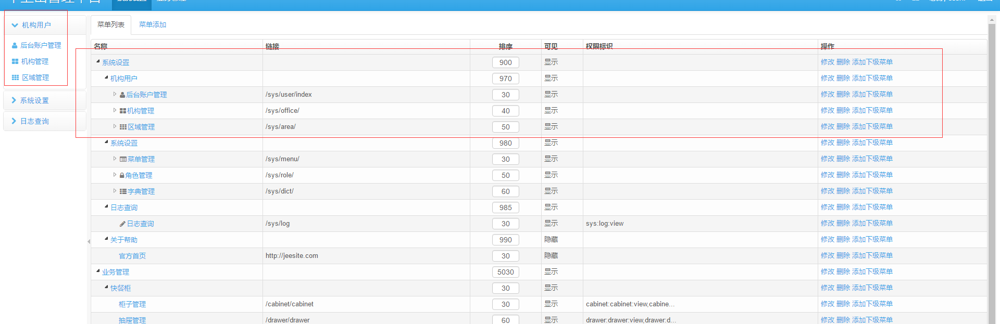 机构用户
后台账户管理
机构管理
区域管理
系统设置
日志查询
菜单列表 菜单添加
名称 链接 排序 可见 权限标识 操作
系统设置 900 显示 修改 删除 添加下级菜单
机构用户 970 显示 修改 删除 添加下级菜单
后台账户管理 /sys/user/index 30 显示 修改 删除 添加下级菜单
机构管理 /sys/office/ 40 显示 修改 删除 添加下级菜单
区域管理 /sys/area/ 50 显示 修改 删除 添加下级菜单
系统设置 980 显示 修改 删除 添加下级菜单
菜单管理 /sys/menu/ 30 显示 修改 删除 添加下级菜单
角色管理 /sys/role/ 50 显示 修改 删除 添加下级菜单
字典管理 /sys/dict/ 60 显示 修改 删除 添加下级菜单
日志查询 985 显示 修改 删除 添加下级菜单
日志查询 /sys/log 30 显示 sys:log:view 修改 删除 添加下级菜单
关于帮助 990 隐藏 修改 删除 添加下级菜单
官方首页 http://jeesite.com 30 隐藏 修改 删除 添加下级菜单
业务管理 5030 显示 修改 删除 添加下级菜单
快餐柜 30 显示 修改 删除 添加下级菜单
柜子管理 /cabinet/cabinet 30 显示 cabinet:cabinet:view,cabine... 修改 删除 添加下级菜单
抽屉管理 /drawer/drawer 60 显示 drawer:drawer:view,drawer:d... 修改 删除 添加下级菜单